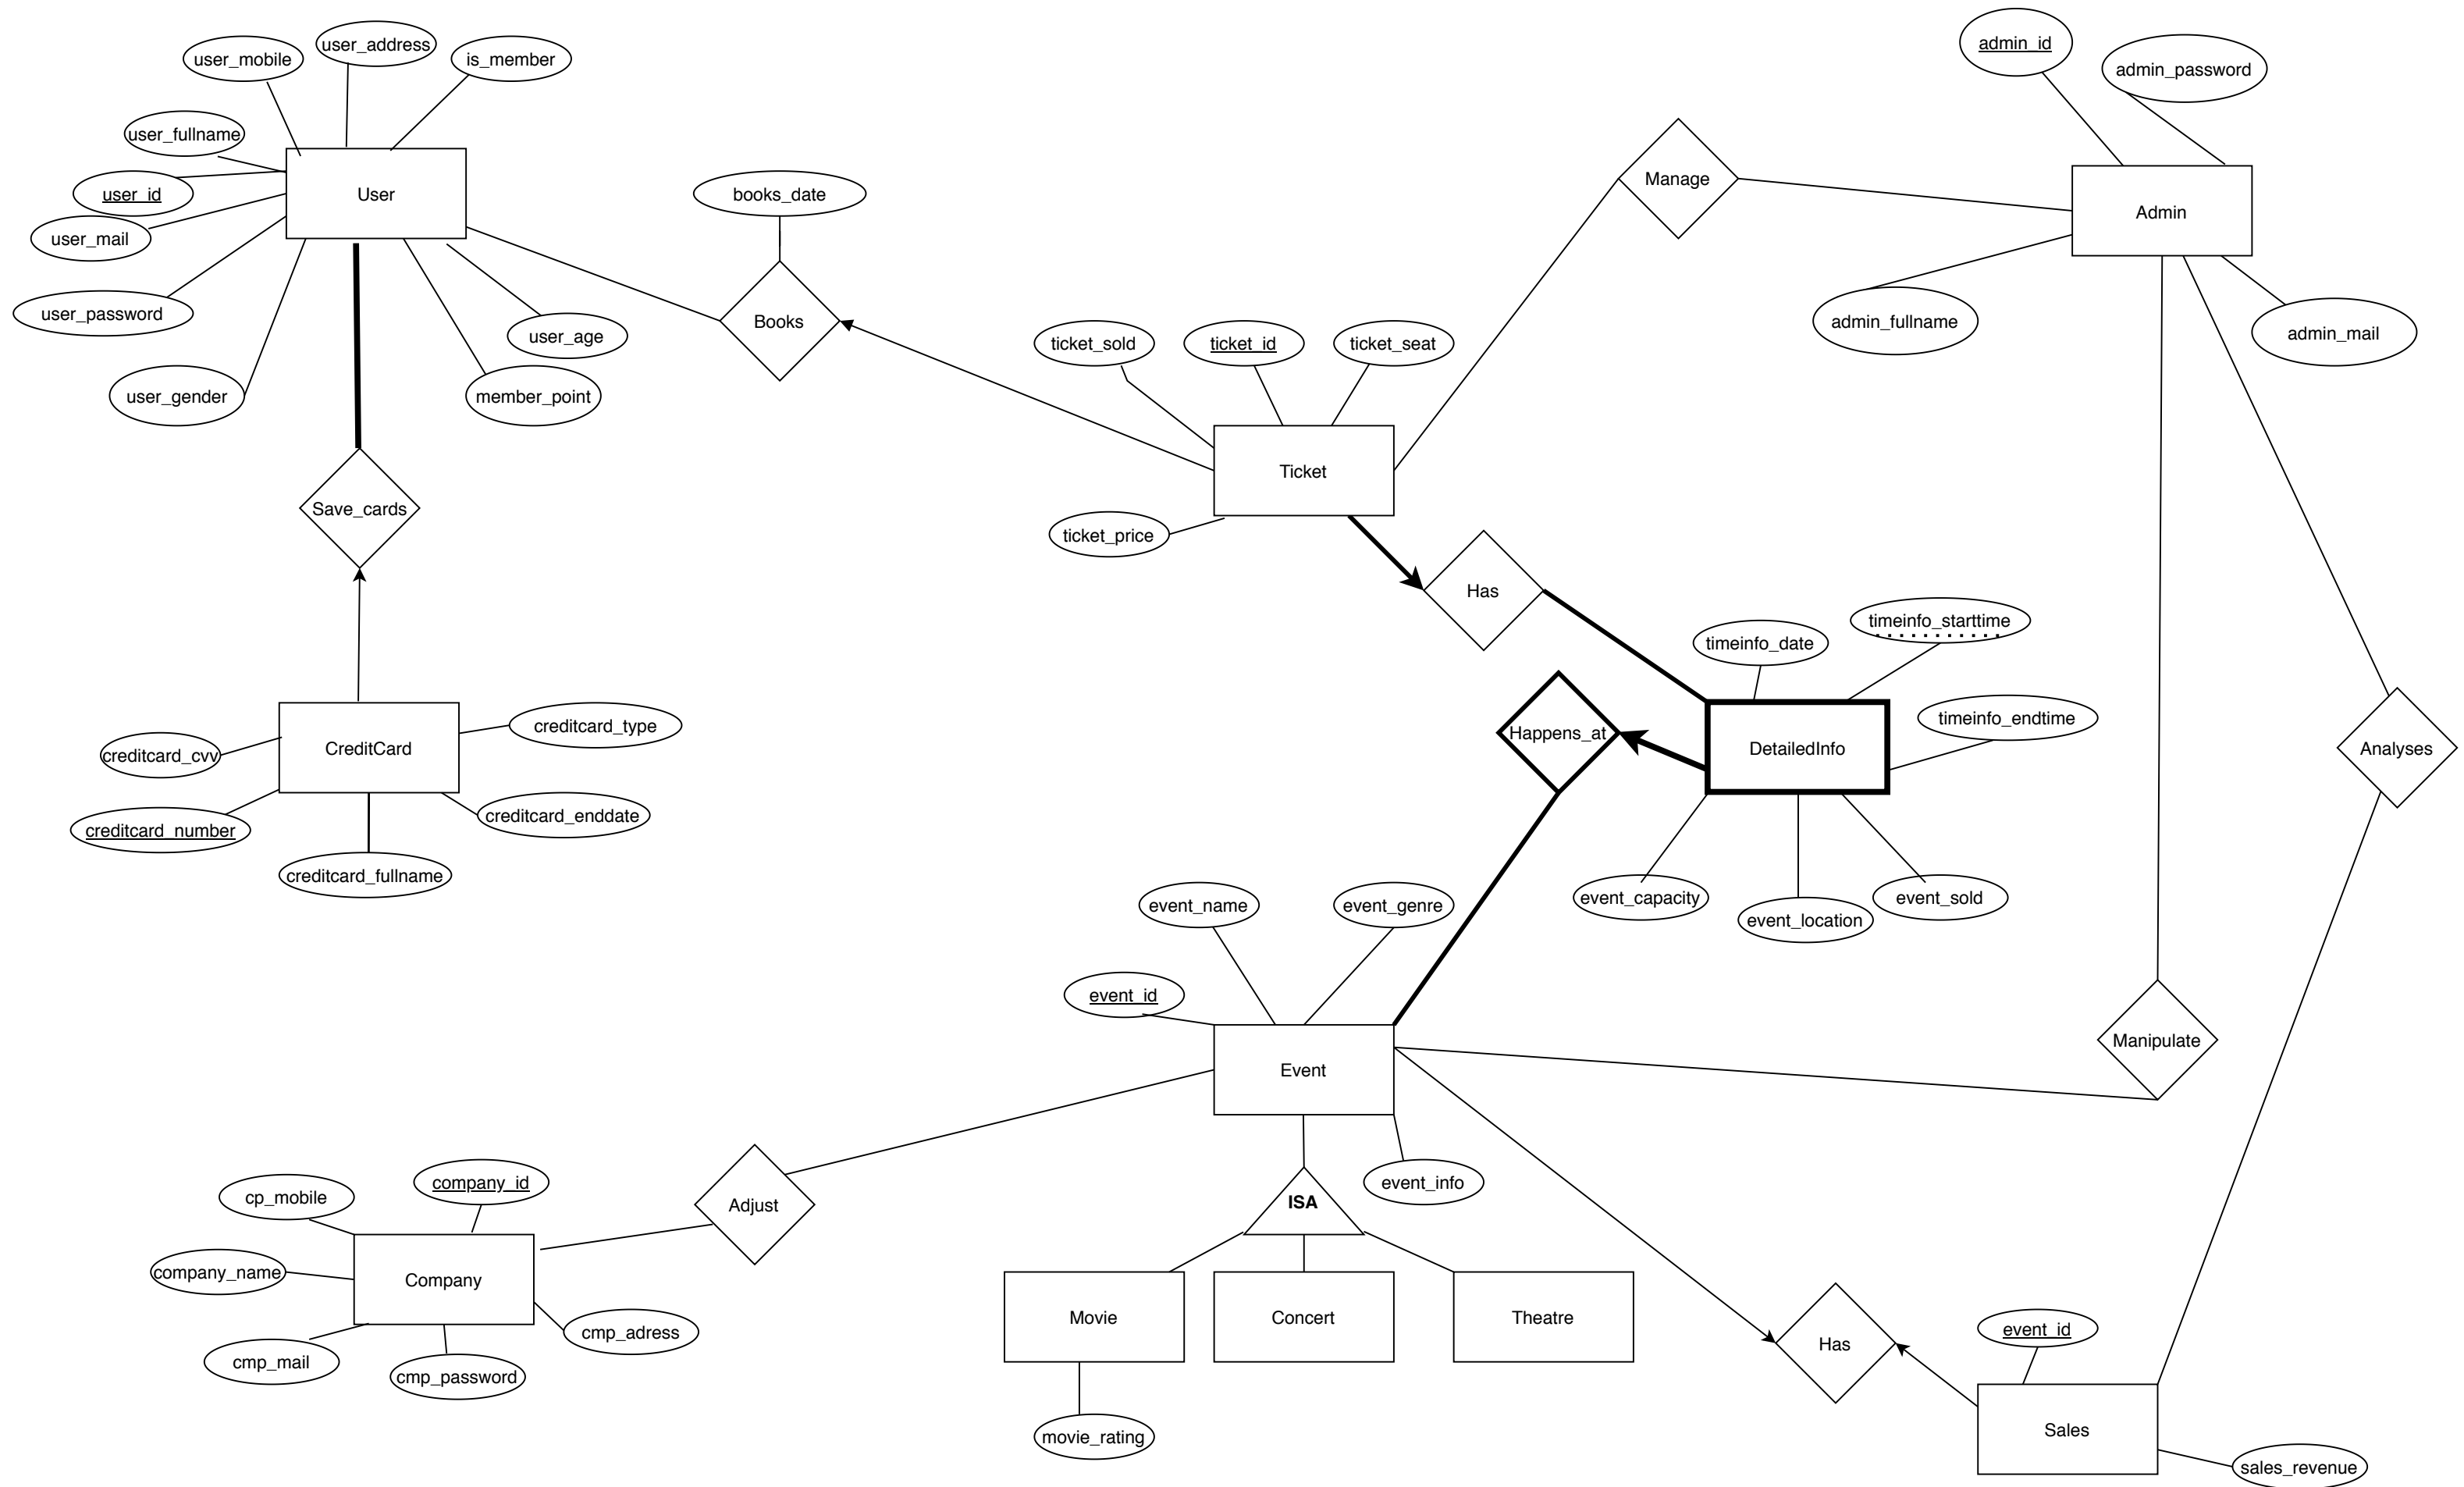 user_mobile
user_address
is_member
user_fullname
user_id
User
user_mail
user_password
user_gender
user_age
member_point
books_date
Books
Save_cards
CreditCard
creditcard_type
creditcard_cvv
creditcard_number
creditcard_enddate
creditcard_fullname
admin_id
admin_password
Manage
Admin
admin_fullname
admin_mail
ticket_sold
ticket_id
ticket_seat
Ticket
ticket_price
Has
timeinfo_date
timeinfo_starttime
timeinfo_endtime
Happens_at
DetailedInfo
Analyses
event_capacity
event_location
event_sold
event_name
event_genre
event_id
Event
Manipulate
event_info
ISA
Adjust
cp_mobile
company_id
company_name
Company
cmp_adress
cmp_mail
cmp_password
Movie
Concert
Theatre
movie_rating
Has
event_id
Sales
sales_revenue